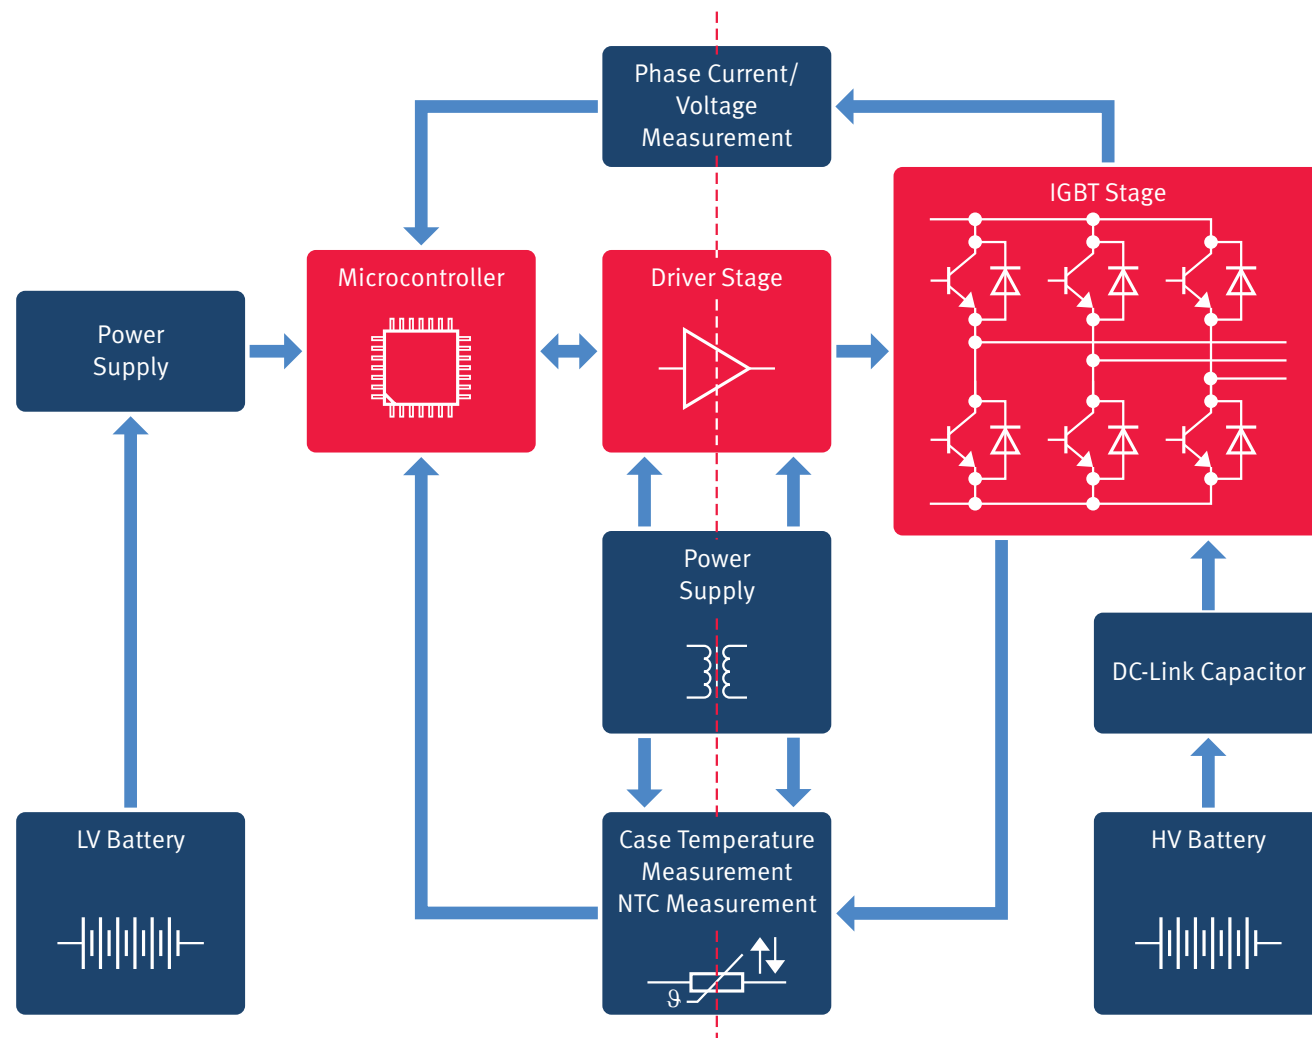 Phase Current/
Voltage
Measurement
IGBT Stage
Microcontroller
Driver Stage
Power
Supply
Power
Supply
DC-Link Capacitor
LV Battery
Case Temperature
Measurement
NTC Measurement
HV Battery
ϑ